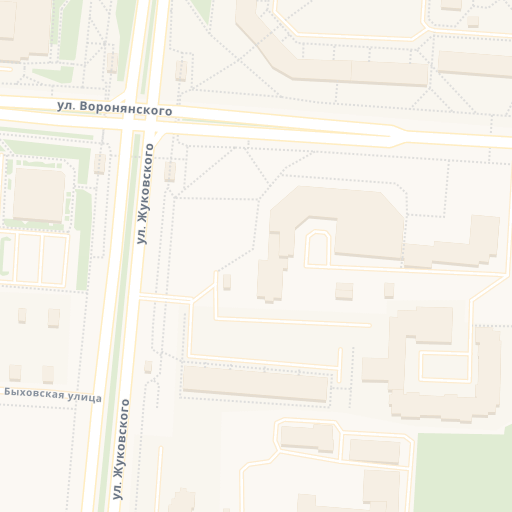 ул. Воронянского
ул. Жуковского
Быховская улица
ул. Жуковского